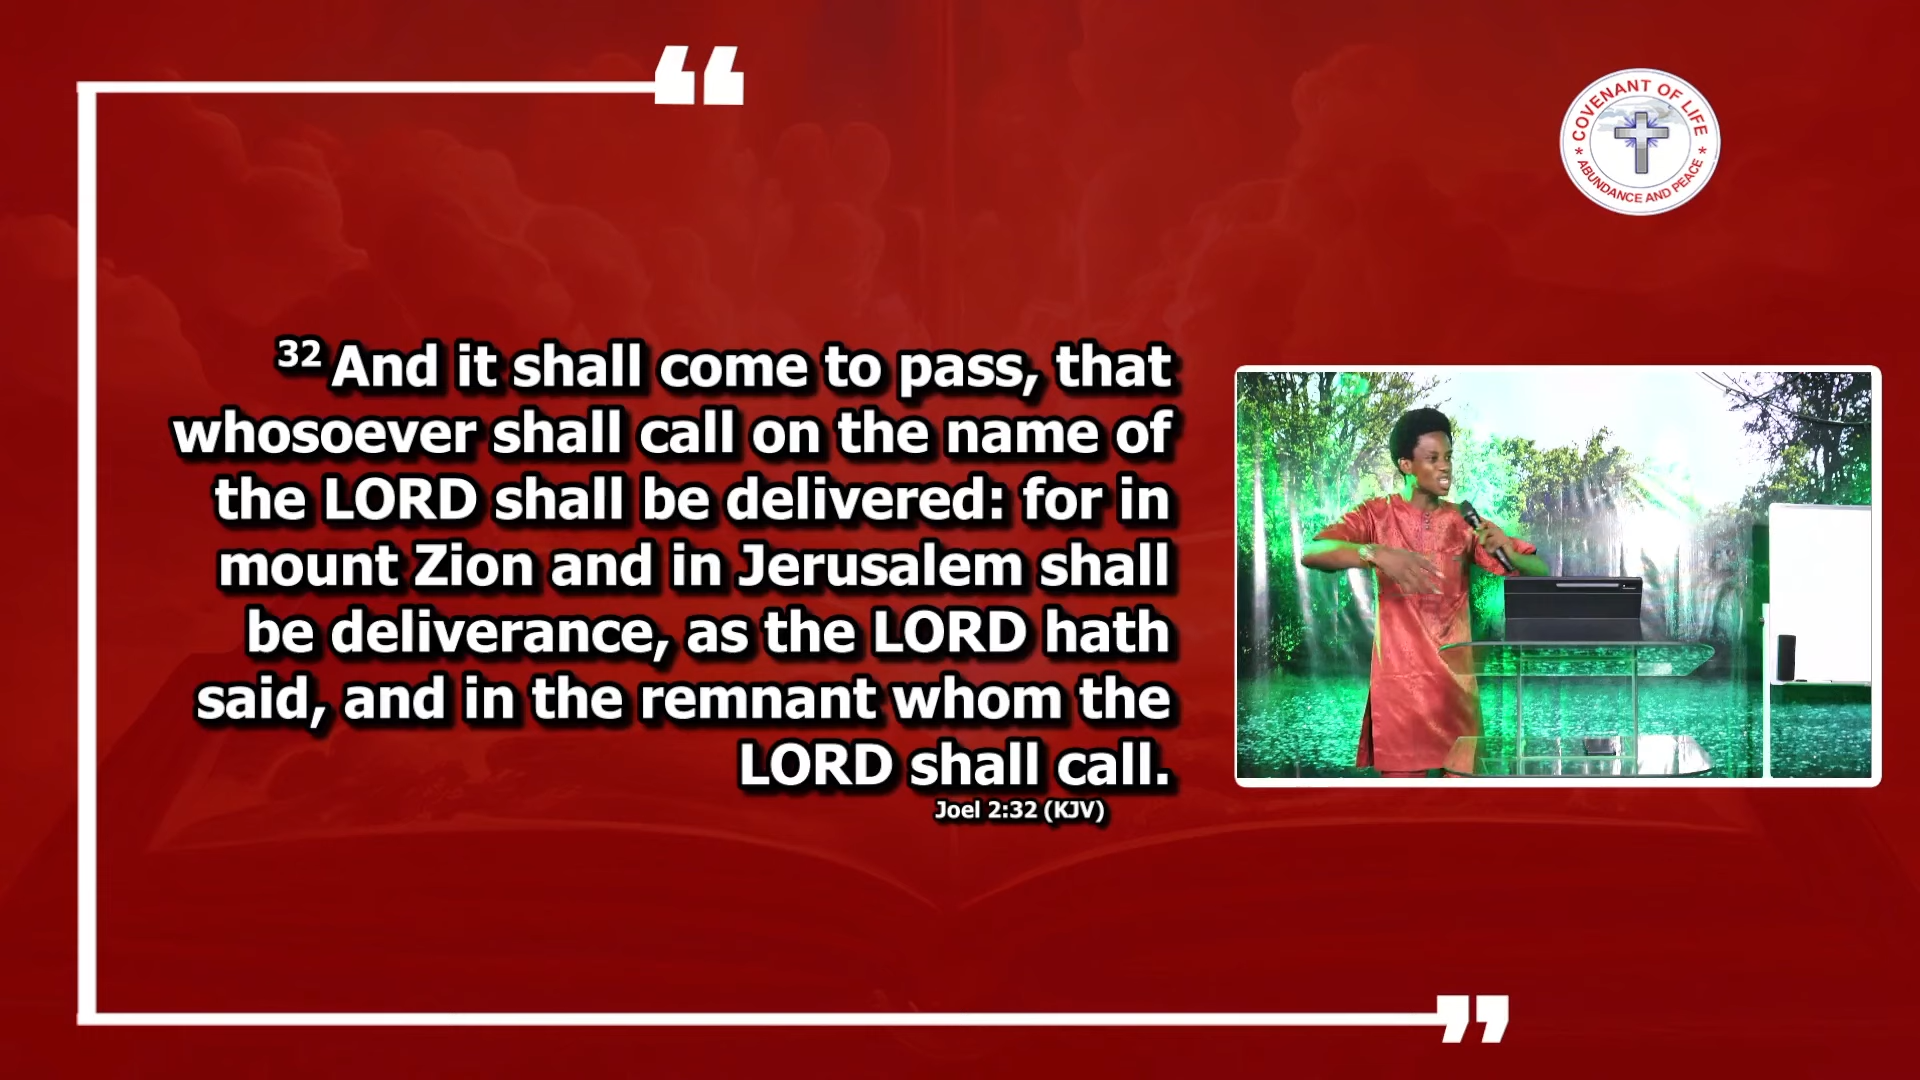 “
COVENANT OF LIFE
* ABUNDANCE AND PEACE *
32 And it shall come to pass, that
whosoever shall call on the name of
the LORD shall be delivered: for in
mount Zion and in Jerusalem shall
be deliverance, as the LORD hath
said, and in the remnant whom the
LORD shall call.
Joel 2:32 (KJV)
”